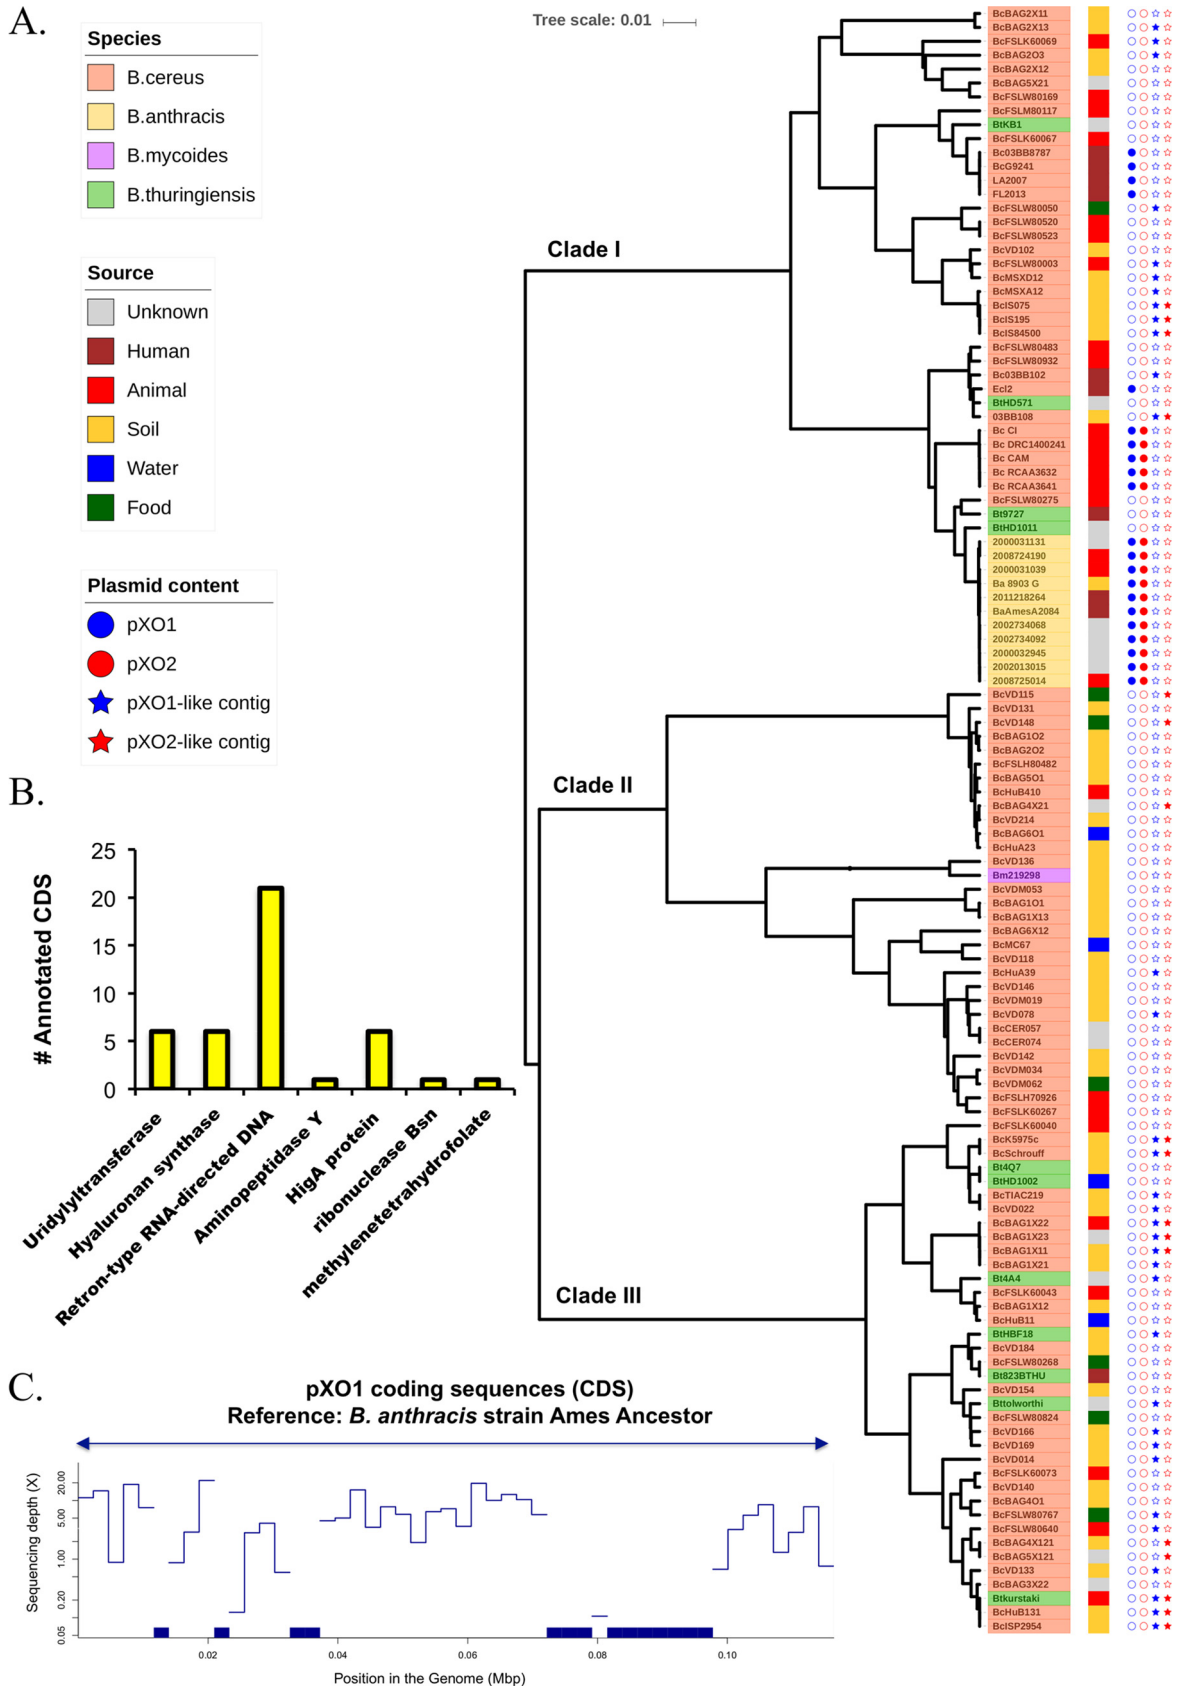 A.
Tree scale: 0.01
Species
B.cereus
B.anthracis
B.mycoides
B.thuringiensis
Source
Unknown
Human
Animal
Soil
Water
Food
Plasmid content
pXO1
pXO2
pXO1-like contig
pXO2-like contig
Clade I
Clade II
Clade III
BcBAG2X11
BcBAG2X13
BcFSLK60069
BcBAG2O3
BcBAG2X12
BcBAG5X21
BcFSLW80169
BcFSLM80117
BtKB1
BcFSLK60067
Bc03BB8787
BcG9241
LA2007
FL2013
BcFSLW80050
BcFSLW80520
BcFSLW80523
BcVD102
BcFSLW80003
BcMSXD12
BcMSXA12
BcIS075
BcIS195
BcIS84500
BcFSLW80483
BcFSLW80932
Bc03BB102
Ecl2
BtHD571
03BB108
Bc CI
Bc DRC1400241
Bc CAM
Bc RCAA3632
Bc RCAA3641
BcFSLW80275
Bt9727
BtHD1011
2000031131
2008724190
2000031039
Ba 8903 G
2011218264
BaAmesA2084
2002734068
2002734092
2000032945
2002013015
2008725014
BcVD115
BcVD131
BcVD148
BcBAG1O2
BcBAG2O2
BcFSLH80482
BcBAG5O1
BcHuB410
BcBAG4X21
BcVD214
BcBAG6O1
BcHuA23
BcVD136
Bm219298
BcVDM053
BcBAG1O1
BcBAG1X13
BcBAG6X12
BcMC67
BcVD118
BcHuA39
BcVD146
BcVDM019
BcVD078
BcCER057
BcCER074
BcVD142
BcVDM034
BcVDM062
BcFSLH70926
BcFSLK60267
BcFSLK60040
BcK5975c
BcSchrouff
Bt4Q7
BtHD1002
BcTIAC219
BcVD022
BcBAG1X22
BcBAG1X23
BcBAG1X11
BcBAG1X21
Bt4A4
BcFSLK60043
BcBAG1X12
BcHuB11
BtHBF18
BcVD184
BcFSLW80268
Bt823BTHU
BcVD154
Bttolworthi
BcFSLW80824
BcVD166
BcVD169
BcVD014
BcFSLK60073
BcVD140
BcBAG4O1
BcFSLW80767
BcFSLW80640
BcBAG4X121
BcBAG5X121
BcVD133
BcBAG3X22
Btkurstaki
BcHuB131
BcISP2954
B.
# Annotated CDS
25
20
15
10
5
0
Uridylyltransferase
Hyaluronan synthase
Retron-type RNA-directed DNA
Aminopeptidase Y
HigA protein
ribonuclease Bsn
methylenetetrahydrofolate
C.
pXO1 coding sequences (CDS)
Reference: B. anthracis strain Ames Ancestor
Sequencing depth (X)
20.00
5.00
1.00
0.20
0.05
0.02
0.04
0.06
0.08
0.10
Position in the Genome (Mbp)